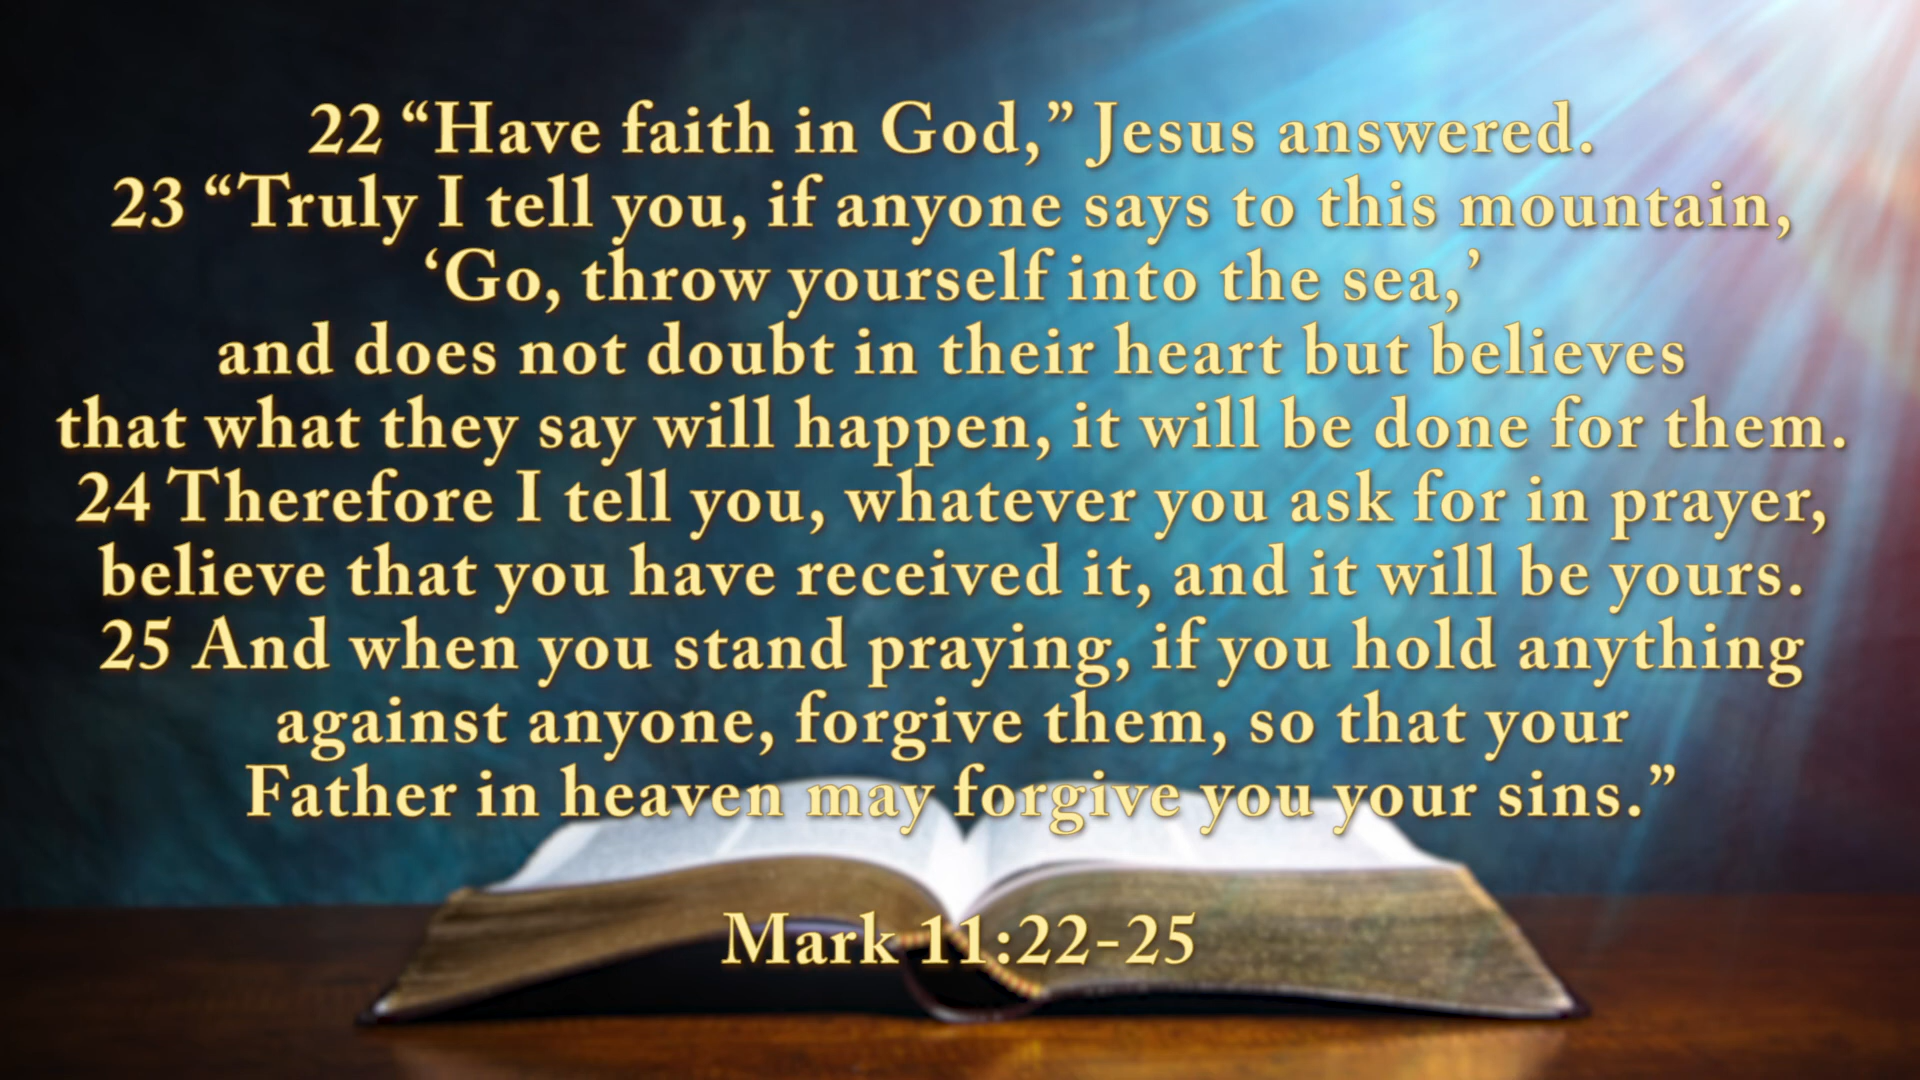 22 “Have faith in God,” Jesus answered.
23 “Truly I tell you, if anyone says to this mountain,
‘Go, throw yourself into the sea,’
and does not doubt in their heart but believes
that what they say will happen, it will be done for them.
24 Therefore I tell you, whatever you ask for in prayer,
believe that you have received it, and it will be yours.
25 And when you stand praying, if you hold anything
against anyone, forgive them, so that your
Father in heaven may forgive you your sins.”
Mark 11:22-25